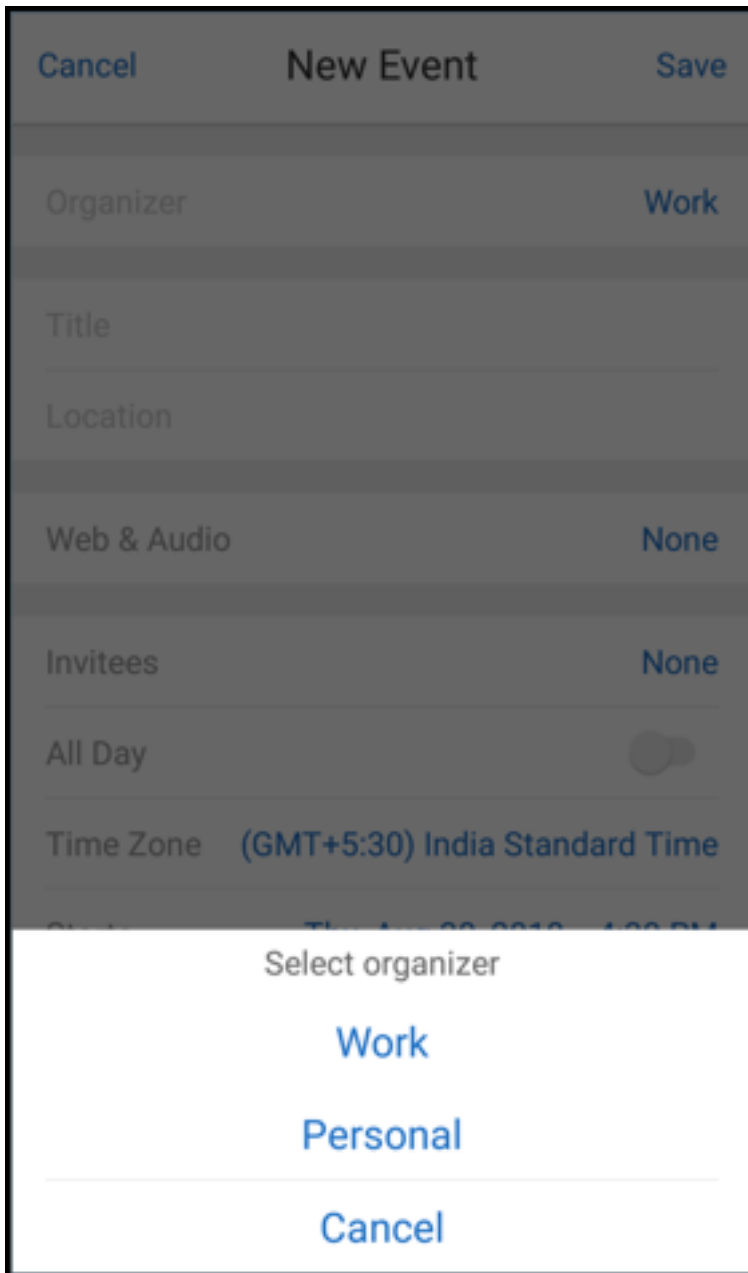 Cancel New Event Save
Organizer Work
Title
Location
Web & Audio None
Invitees None
All Day
Time Zone (GMT+5:30) India Standard Time
Select organizer
Work
Personal
Cancel